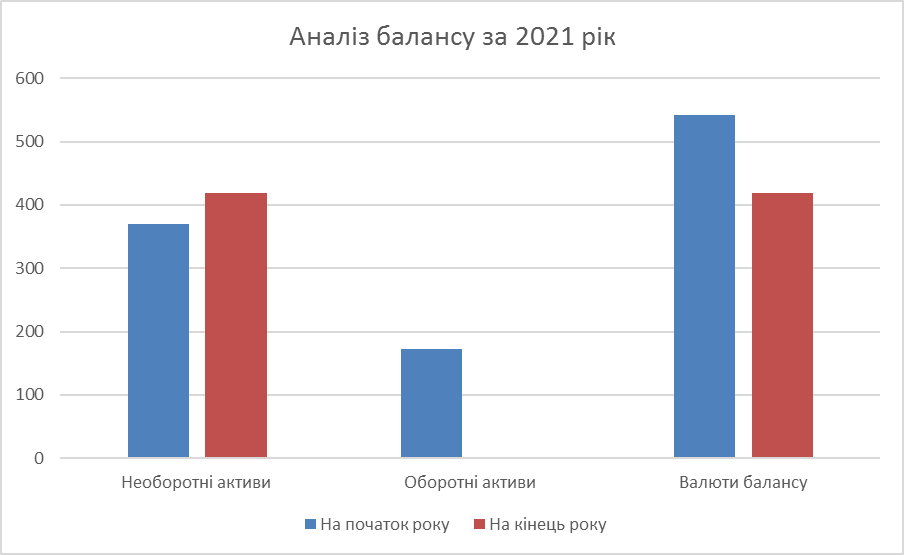 Аналіз балансу за 2021 рік
600
500
400
300
200
100
0
Необоротні активи
Оборотні активи
Валюти балансу
На початок року
На кінець року